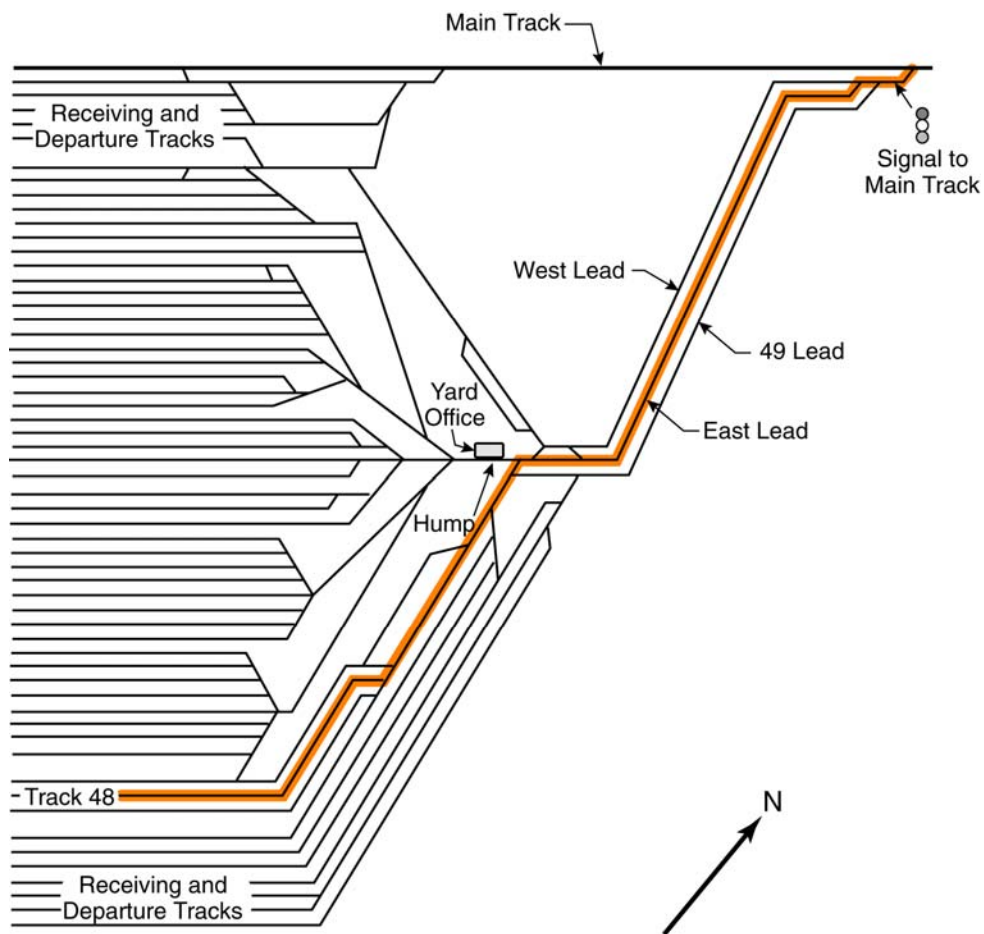 Main Track
Receiving and
Departure Tracks
Signal to
Main Track
West Lead
49 Lead
Yard
Office
East Lead
Hump
Track 48
N
Receiving and
Departure Tracks